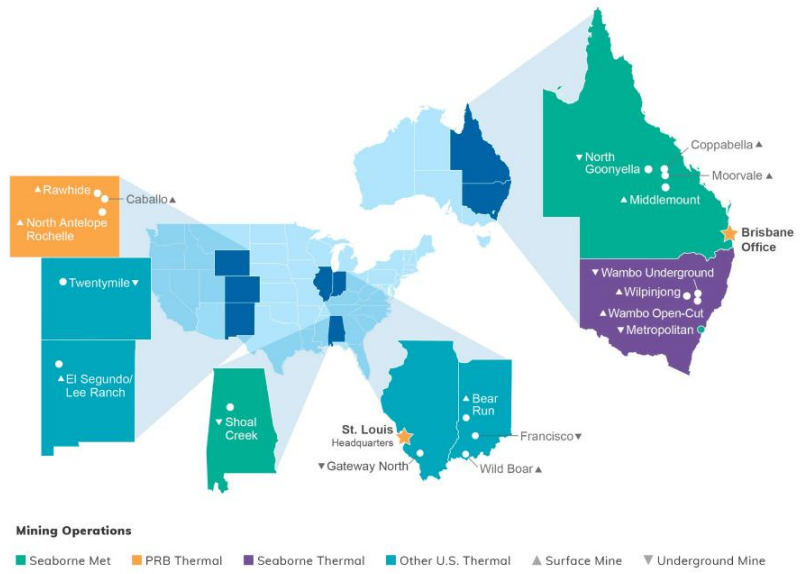 Coppabella ▲
▼ North
Goonyella
Moorvale ▲
▲ Middlemount
Brisbane
Office
▲ Rawhide
Caballo ▲
▲ North Antelope
Rochelle
▼ Wambo Underground
▲ Wilpinjong
▲ Wambo Open-Cut
▼ Metropolitan
Twentymile ▼
▲ El Segundo/
Lee Ranch
▼ Shoal
Creek
St. Louis
Headquarters
▼ Gateway North
▲ Bear
Run
Francisco ▼
Wild Boar ▲
Mining Operations
Seaborne Met
PRB Thermal
Seaborne Thermal
Other U.S. Thermal
▲ Surface Mine
▼ Underground Mine